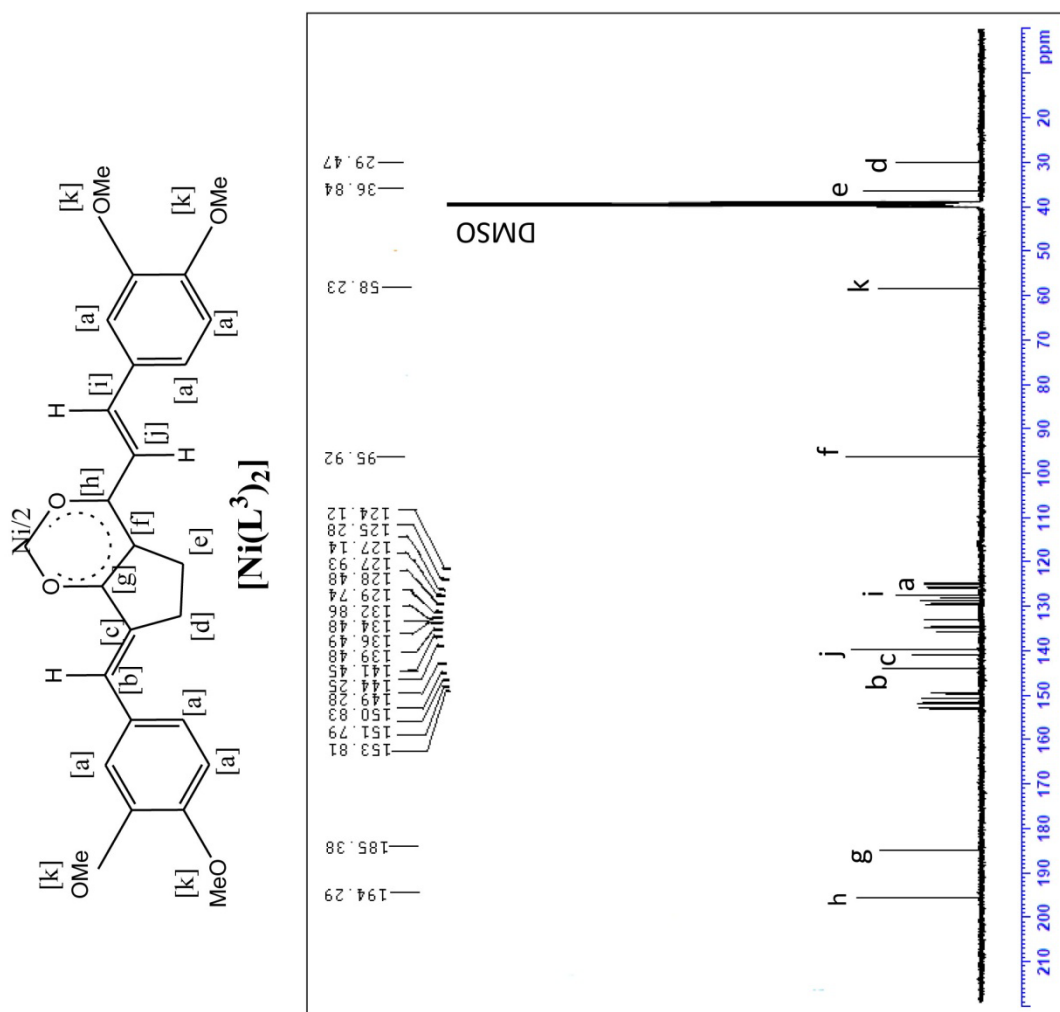 [k]
OMe
[k]
MeO
[a]
[a]
[a]
H
[b]
[c]
[d]
O
Ni/2
O
[g]
[f]
[e]
[h]
H
[j]
H
[i]
[a]
[a]
[a]
[k]
OMe
[k]
OMe
[Ni(L³)₂]
194.29
185.38
153.81
151.79
150.83
149.28
144.25
141.45
139.48
136.49
134.48
132.86
129.74
128.48
127.93
127.14
125.28
124.12
95.92
58.23
36.84
29.47
DMSO
h
g
b
c
j
i
a
f
k
e
d
210 200 190 180 170 160 150 140 130 120 110 100 90 80 70 60 50 40 30 20 ppm